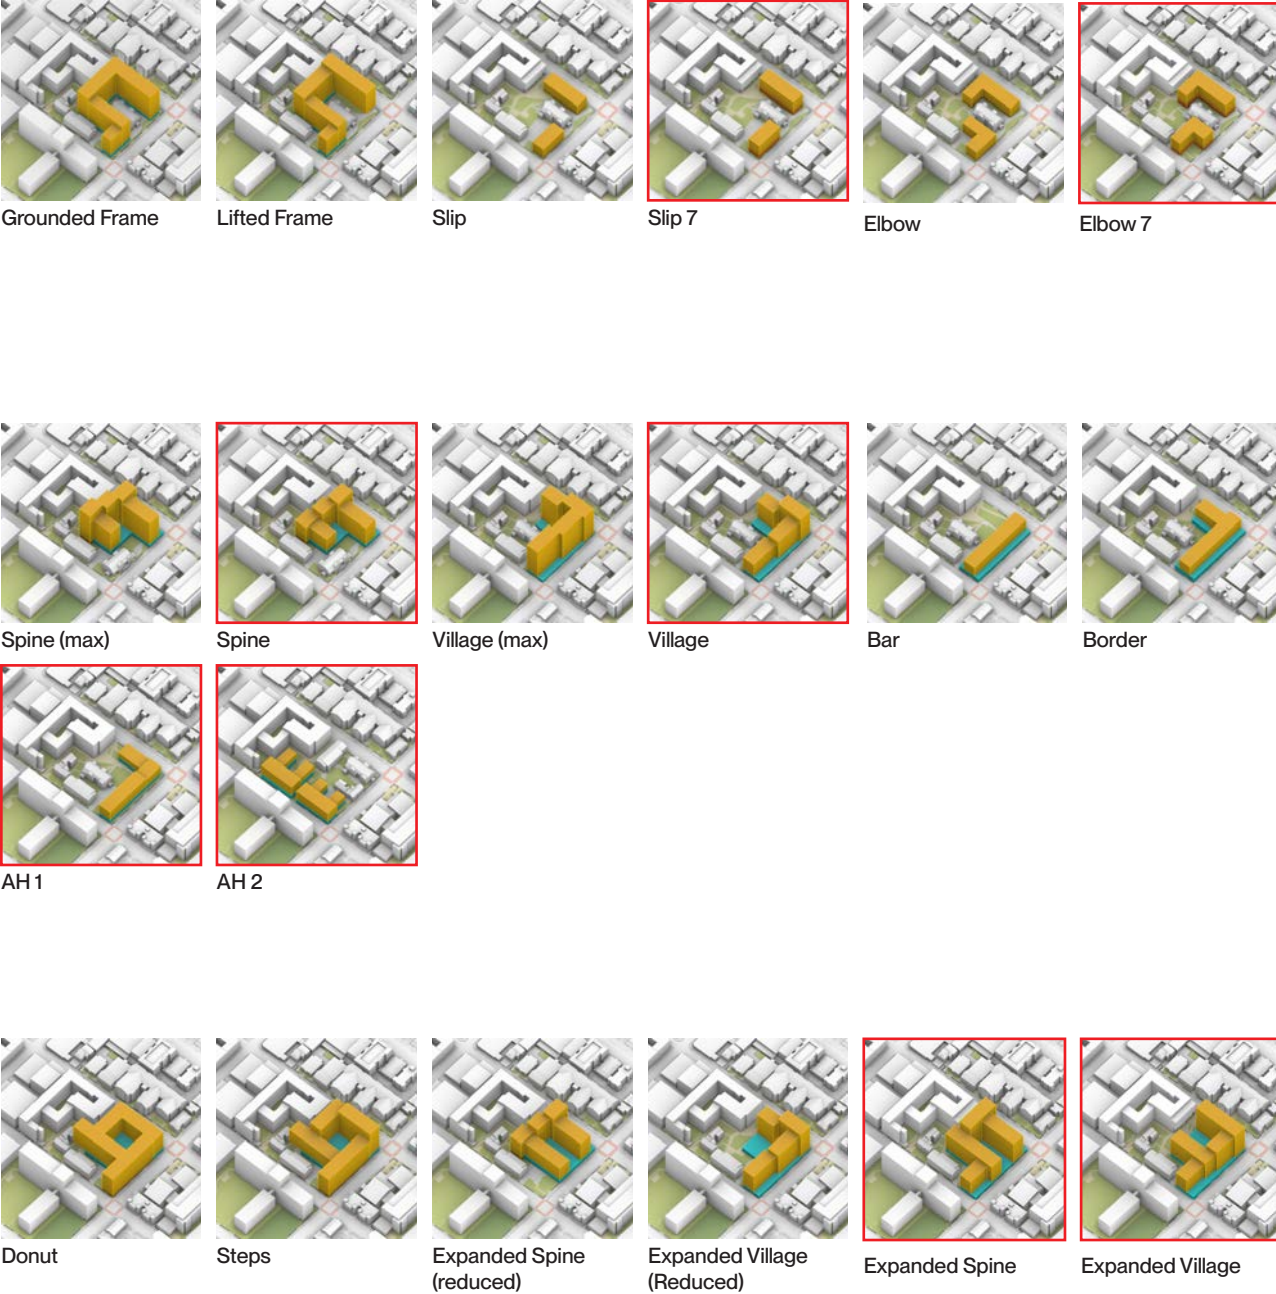 Grounded Frame
Lifted Frame
Slip
Slip 7
Elbow
Elbow 7
Spine (max)
Spine
Village (max)
Village
Bar
Border
AH 1
AH 2
Donut
Steps
Expanded Spine
(reduced)
Expanded Village
(Reduced)
Expanded Spine
Expanded Village